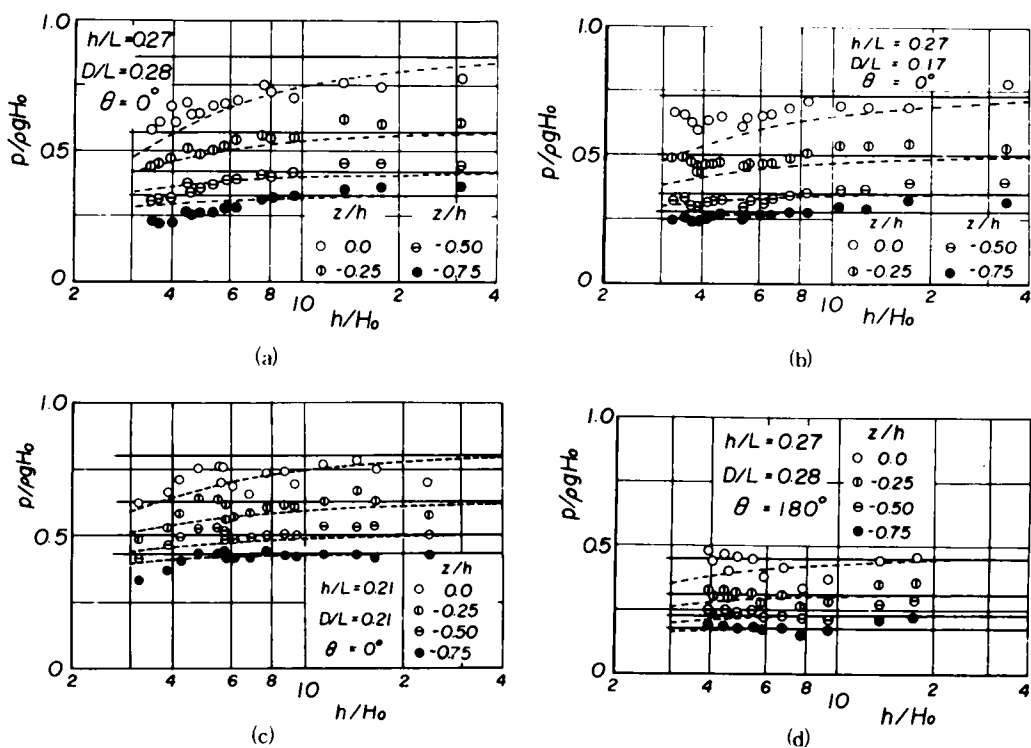 1.0
h/L = 0.27
D/L = 0.28
θ = 0°
p/ρgH₀
0.5
z/h z/h
○ 0.0 ⊖ -0.50
⦶ -0.25 ● -0.75
0
2 4 6 8 10 2 4
h/H₀
(a)
1.0
h/L = 0.27
D/L = 0.17
θ = 0°
p/ρgH₀
0.5
z/h z/h
○ 0.0 ⊖ -0.50
⦶ -0.25 ● -0.75
0
2 4 6 8 10 2 4
h/H₀
(b)
1.0
p/ρgH₀
0.5
h/L = 0.21
D/L = 0.21
θ = 0°
z/h
○ 0.0
⦶ -0.25
⊖ -0.50
● -0.75
0
2 4 6 8 10 2 4
h/H₀
(c)
1.0
h/L = 0.27
D/L = 0.28
θ = 180°
z/h
○ 0.0
⦶ -0.25
⊖ -0.50
● -0.75
p/ρgH₀
0.5
0
2 4 6 8 10 2 4
h/H₀
(d)